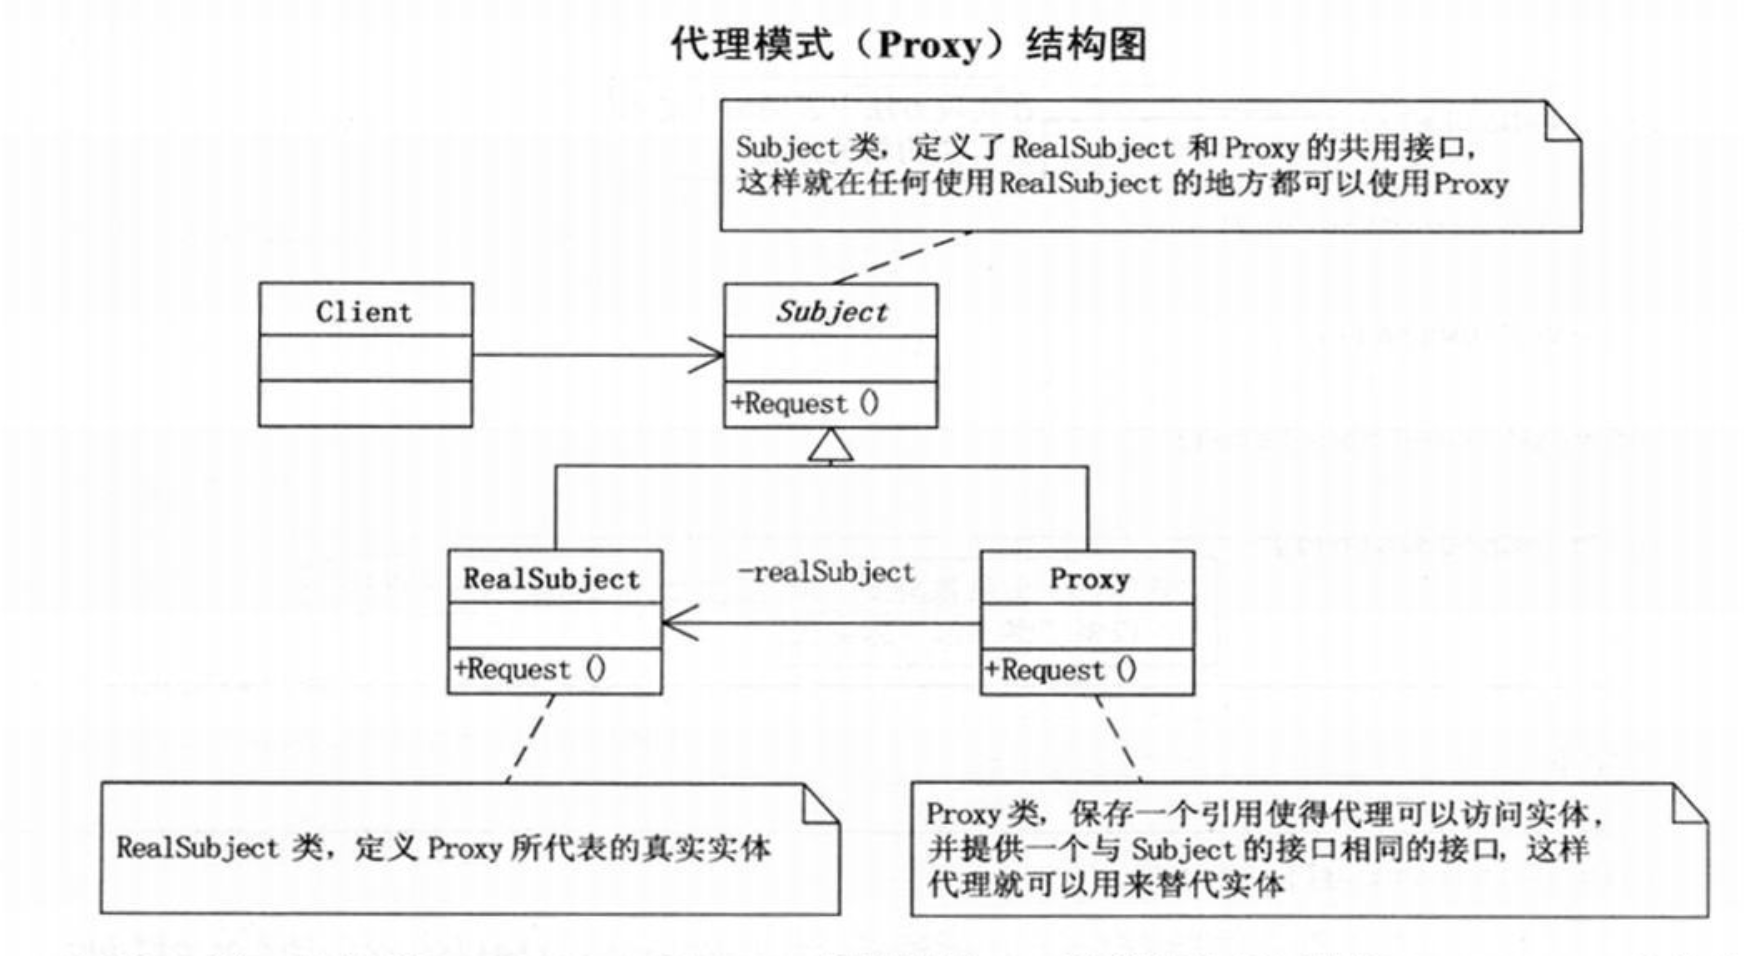 代理模式（Proxy）结构图
Subject 类，定义了RealSubject 和Proxy 的共用接口，
这样就在任何使用RealSubject 的地方都可以使用Proxy
Client
Subject
+Request()
RealSubject
-realSubject
Proxy
+Request()
+Request()
RealSubject 类，定义 Proxy 所代表的真实实体
Proxy 类，保存一个引用使得代理可以访问实体，
并提供一个与 Subject 的接口相同的接口，这样
代理就可以用来替代实体